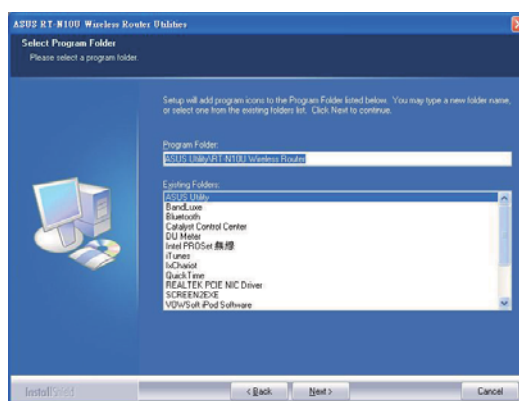 ASUS RT-N10U Wireless Router Utilities
Select Program Folder
Please select a program folder.
Setup will add program icons to the Program Folder listed below. You may type a new folder name,
or select one from the existing folders list. Click Next to continue.
Program Folder:
ASUS Utility\RT-N10U Wireless Router
Existing Folders:
ASUS Utility
BandLuxe
Bluetooth
Catalyst Control Center
DU Meter
Intel PROSet 無線
iTunes
IxChariot
QuickTime
REALTEK PCIE NIC Driver
SCREEN2EXE
VOWSoft iPod Software
InstallShield
< Back
Next >
Cancel